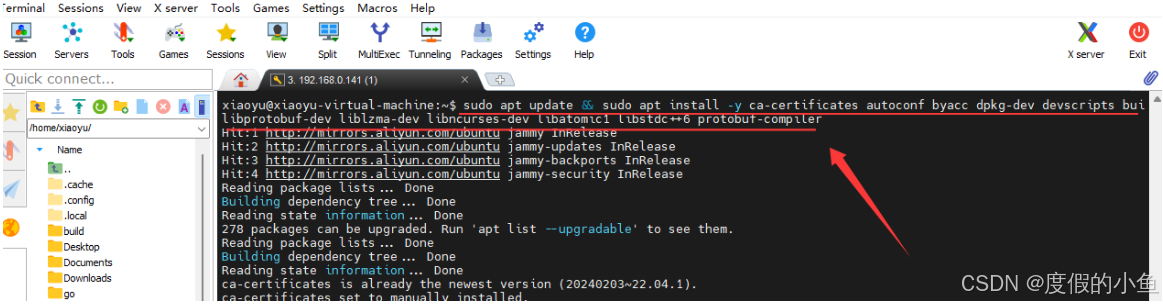 Terminal Sessions View X server Tools Games Settings Macros Help
Session Servers Tools Games Sessions View Split MultiExec Tunneling Packages Settings Help X server Exit
Quick connect...
3. 192.168.0.141 (1)
/home/xiaoyu/
Name
..
.cache
.config
.local
build
Desktop
Documents
Downloads
go
xiaoyu@xiaoyu-virtual-machine:~$ sudo apt update && sudo apt install -y ca-certificates autoconf byacc dpkg-dev devscripts bui
libprotobuf-dev liblzma-dev libncurses-dev libatomic1 libstdc++6 protobuf-compiler
Hit:1 http://mirrors.aliyun.com/ubuntu jammy InRelease
Hit:2 http://mirrors.aliyun.com/ubuntu jammy-updates InRelease
Hit:3 http://mirrors.aliyun.com/ubuntu jammy-backports InRelease
Hit:4 http://mirrors.aliyun.com/ubuntu jammy-security InRelease
Reading package lists... Done
Building dependency tree... Done
Reading state information... Done
278 packages can be upgraded. Run 'apt list --upgradable' to see them.
Reading package lists... Done
Building dependency tree... Done
Reading state information... Done
ca-certificates is already the newest version (20240203~22.04.1).
ca-certificates set to manually installed.
CSDN @度假的小鱼